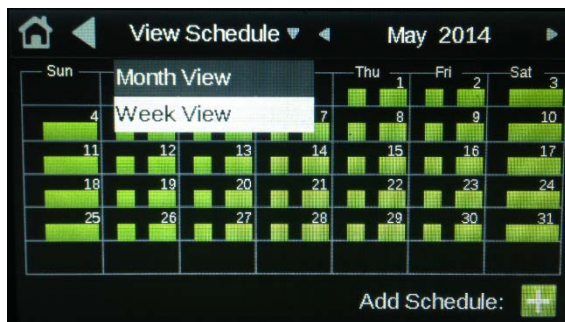 View Schedule May 2014
Sun Thu Fri Sat
Month View
1 2 3
Week View
4 7 8 9 10
11 12 13 14 15 16 17
18 19 20 21 22 23 24
25 26 27 28 29 30 31
Add Schedule: